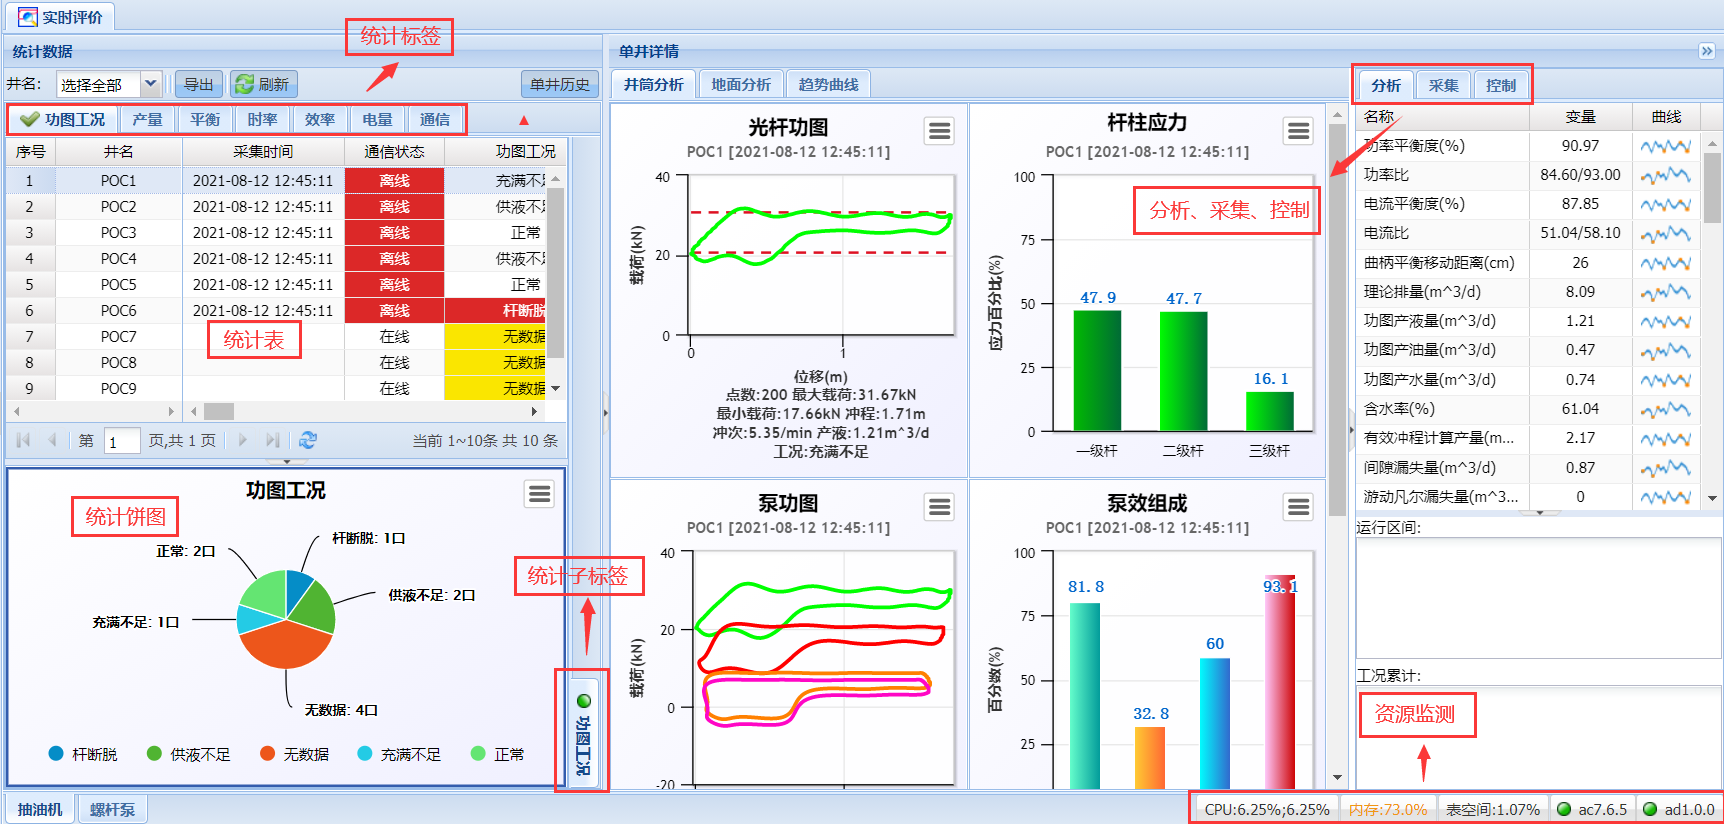 实时评价
统计标签
统计数据
单井详情
井名: 选择全部 导出 刷新 单井历史
井筒分析 地面分析 趋势曲线
分析 采集 控制
功图工况 产量 平衡 时率 效率 电量 通信
序号 井名 采集时间 通信状态 功图工况
1 POC1 2021-08-12 12:45:11 离线 充满不
2 POC2 2021-08-12 12:45:11 离线 供液不
3 POC3 2021-08-12 12:45:11 离线 正常
4 POC4 2021-08-12 12:45:11 离线 供液不
5 POC5 2021-08-12 12:45:11 离线 正常
6 POC6 2021-08-12 12:45:11 离线 杆断脱
7 POC7 在线 无数据
8 POC8 在线 无数据
9 POC9 在线 无数据
统计表
第 1 页,共 1 页 当前 1~10条 共 10 条
功图工况
统计饼图
杆断脱: 1口
正常: 2口
供液不足: 2口
充满不足: 1口
无数据: 4口
杆断脱 供液不足 无数据 充满不足 正常
统计子标签
功图工况
抽油机 螺杆泵
光杆功图
POC1 [2021-08-12 12:45:11]
载荷(kN)
40
20
0
0 1
位移(m)
点数:200 最大载荷:31.67kN
最小载荷:17.66kN 冲程:1.71m
冲次:5.35/min 产液:1.21m^3/d
工况:充满不足
杆柱应力
POC1 [2021-08-12 12:45:11]
分析、采集、控制
应力百分比(%)
100
75
50
25
0
47.9 47.7 16.1
一级杆 二级杆 三级杆
泵功图
POC1 [2021-08-12 12:45:11]
载荷(kN)
40
20
0
-20
泵效组成
POC1 [2021-08-12 12:45:11]
百分数(%)
100
75
50
25
81.8 32.8 60 93.1
名称 变量 曲线
功率平衡度(%) 90.97
功率比 84.60/93.00
电流平衡度(%) 87.85
电流比 51.04/58.10
曲柄平衡移动距离(cm) 26
理论排量(m^3/d) 8.09
功图产液量(m^3/d) 1.21
功图产油量(m^3/d) 0.47
功图产水量(m^3/d) 0.74
含水率(%) 61.04
有效冲程计算产量(m... 2.17
间隙漏失量(m^3/d) 0.87
游动凡尔漏失量(m^3... 0
运行区间:
工况累计:
资源监测
CPU:6.25%;6.25% 内存:73.0% 表空间:1.07% ac7.6.5 ad1.0.0